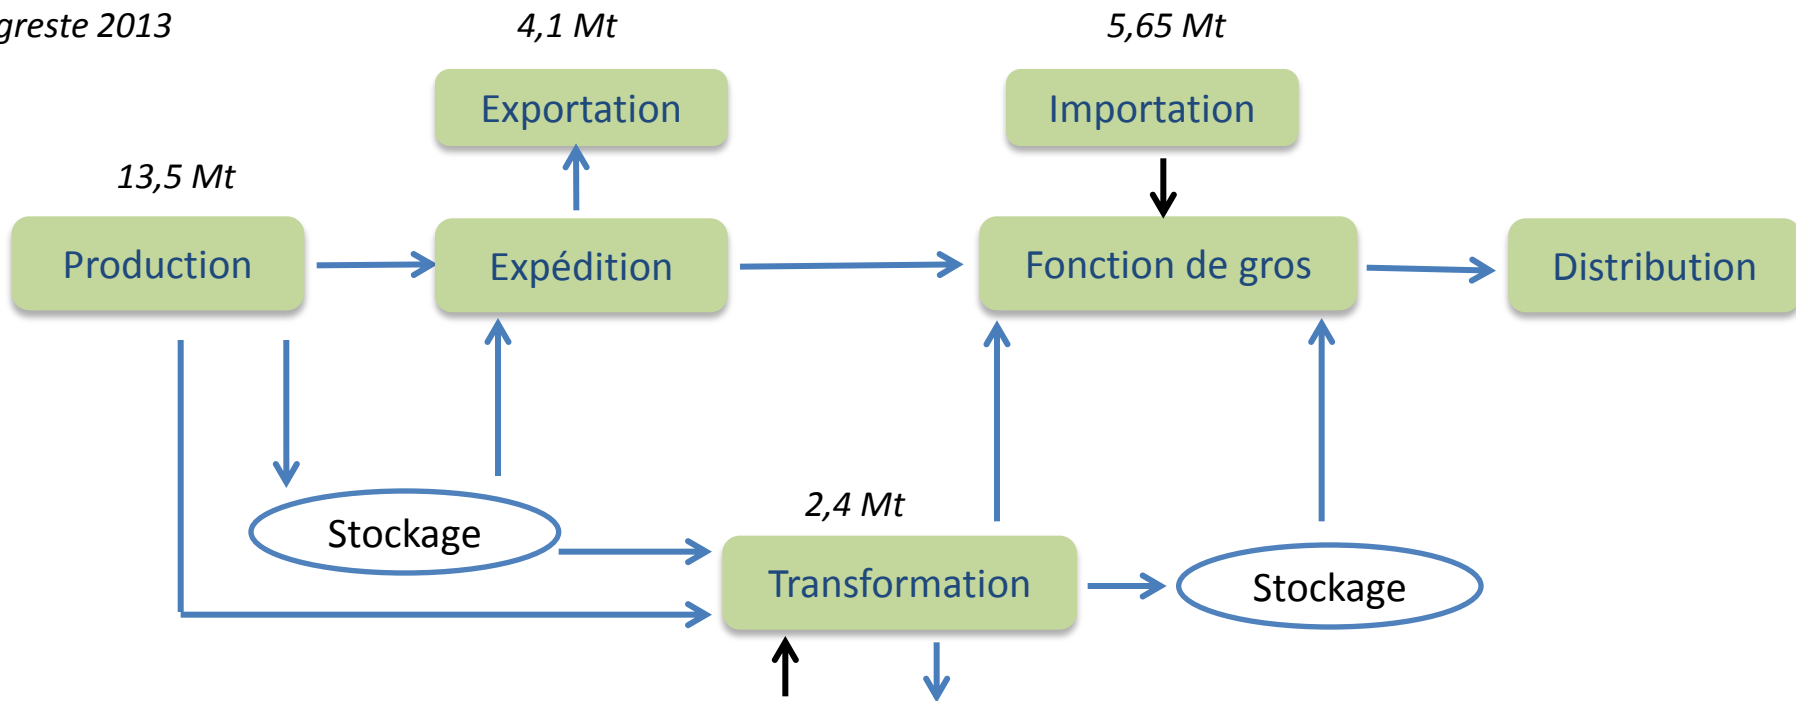 greste 2013
4,1 Mt
5,65 Mt
Exportation
Importation
13,5 Mt
Production
Expédition
Fonction de gros
Distribution
2,4 Mt
Stockage
Transformation
Stockage